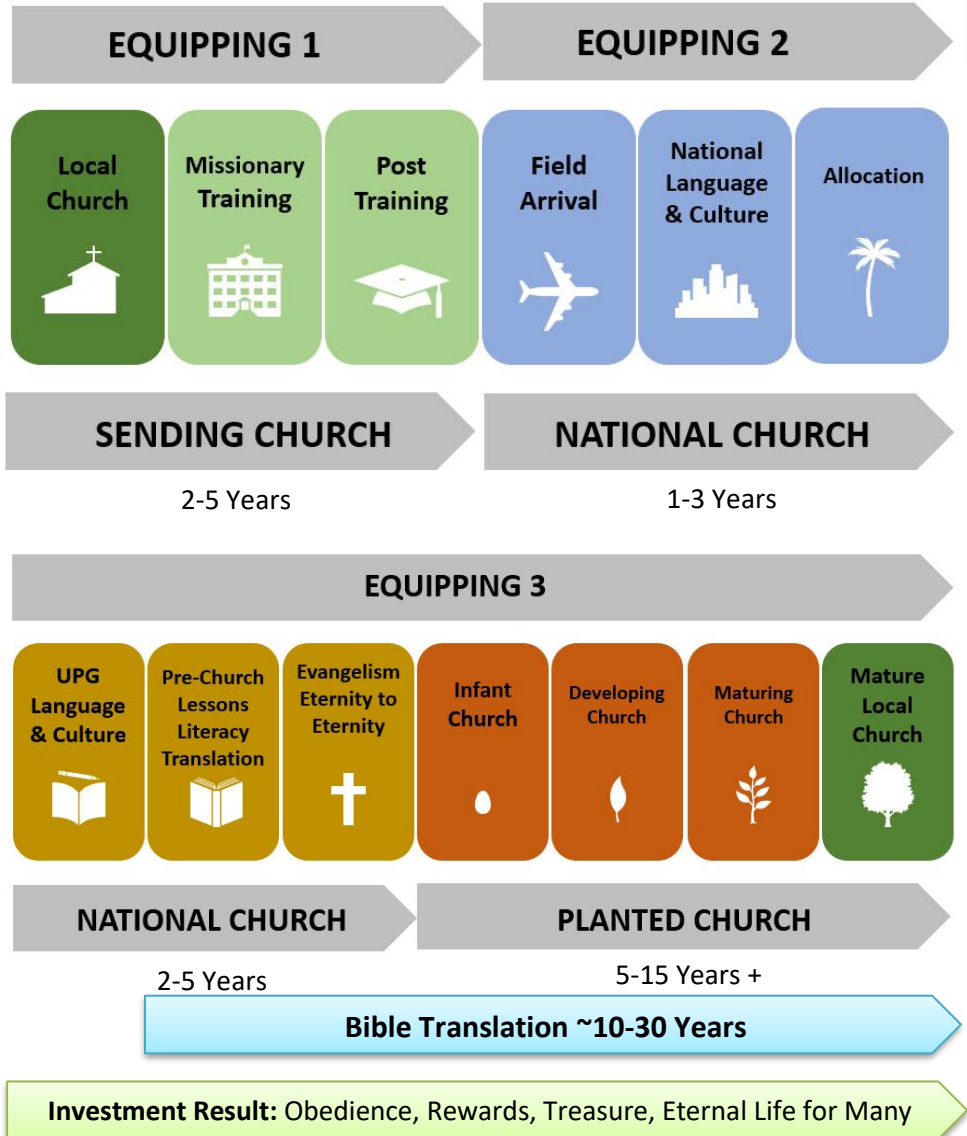 EQUIPPING 1
EQUIPPING 2
Local
Church
Missionary
Training
Post
Training
Field
Arrival
National
Language
& Culture
Allocation
SENDING CHURCH
NATIONAL CHURCH
2-5 Years
1-3 Years
EQUIPPING 3
UPG
Language
& Culture
Pre-Church
Lessons
Literacy
Translation
Evangelism
Eternity to
Eternity
Infant
Church
Developing
Church
Maturing
Church
Mature
Local
Church
NATIONAL CHURCH
PLANTED CHURCH
2-5 Years
5-15 Years +
Bible Translation ~10-30 Years
Investment Result: Obedience, Rewards, Treasure, Eternal Life for Many